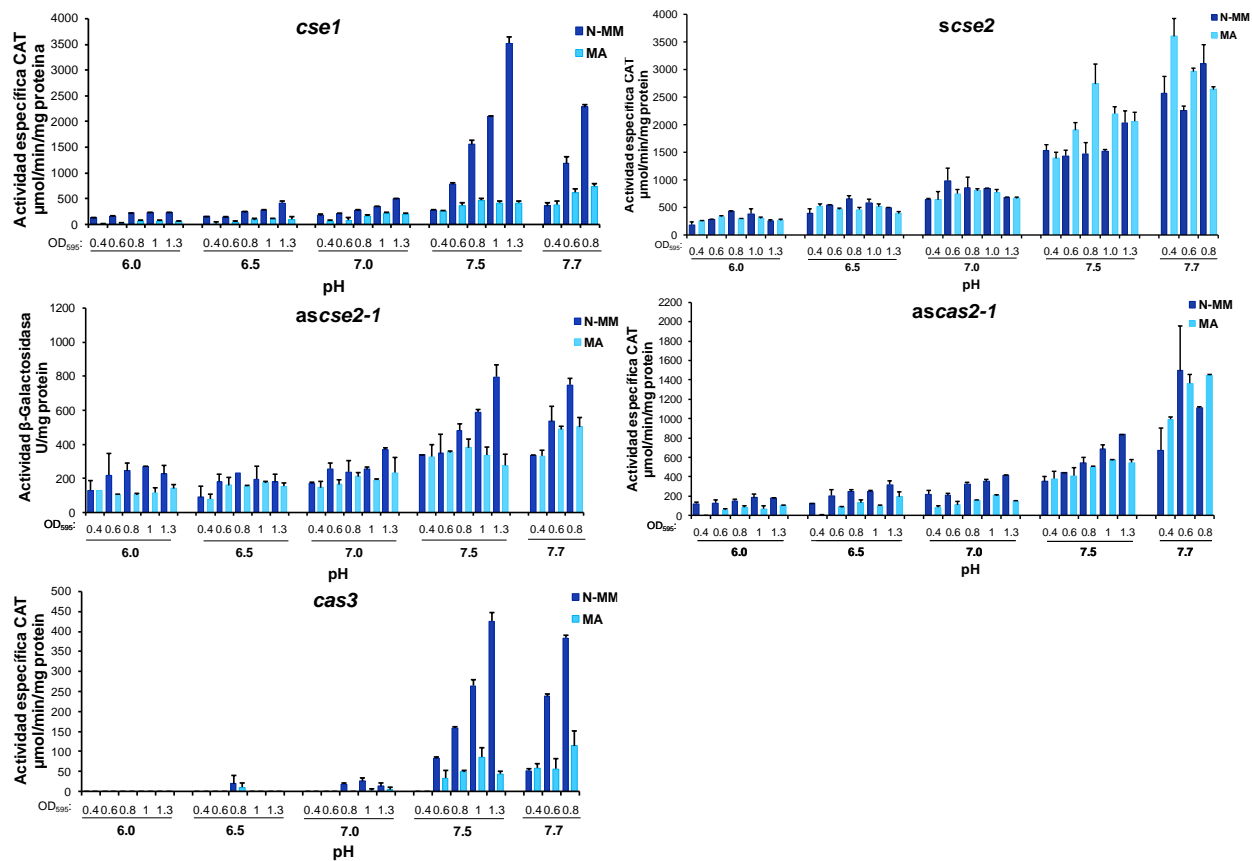 cse1
4000
3500
3000
2500
2000
1500
1000
500
0
Actividad específica CAT
µmol/min/mg proteina
N-MM
MA
OD595:
0.4 0.6 0.8 1 1.3 0.4 0.6 0.8 1 1.3 0.4 0.6 0.8 1 1.3 0.4 0.6 0.8 1 1.3 0.4 0.6 0.8
6.0 6.5 7.0 7.5 7.7
pH
scse2
4000
3500
3000
2500
2000
1500
1000
500
0
Actividad específica CAT
µmol/min/mg protein
N-MM
MA
0.4 0.6 0.8 1.0 1.3 0.4 0.6 0.8 1.0 1.3 0.4 0.6 0.8 1.0 1.3 0.4 0.6 0.8 1.0 1.3 0.4 0.6 0.8
OD595:
6.0 6.5 7.0 7.5 7.7
pH
ascse2-1
1200
1000
800
600
400
200
0
Actividad β-Galactosidasa
U/mg protein
N-MM
MA
OD595:
0.4 0.6 0.8 1 1.3 0.4 0.6 0.8 1 1.3 0.4 0.6 0.8 1 1.3 0.4 0.6 0.8 1 1.3 0.4 0.6 0.8
6.0 6.5 7.0 7.5 7.7
pH
ascas2-1
2200
2000
1800
1600
1400
1200
1000
800
600
400
200
0
Actividad específica CAT
µmol/min/mg protein
N-MM
MA
OD595:
0.4 0.6 0.8 1 1.3 0.4 0.6 0.8 1 1.3 0.4 0.6 0.8 1 1.3 0.4 0.6 0.8 1 1.3 0.4 0.6 0.8
6.0 6.5 7.0 7.5 7.7
pH
cas3
500
450
400
350
300
250
200
150
100
50
0
Actividad específica CAT
µmol/min/mg protein
N-MM
MA
OD595:
0.4 0.6 0.8 1 1.3 0.4 0.6 0.8 1 1.3 0.4 0.6 0.8 1 1.3 0.4 0.6 0.8 1 1.3 0.4 0.6 0.8
6.0 6.5 7.0 7.5 7.7
pH